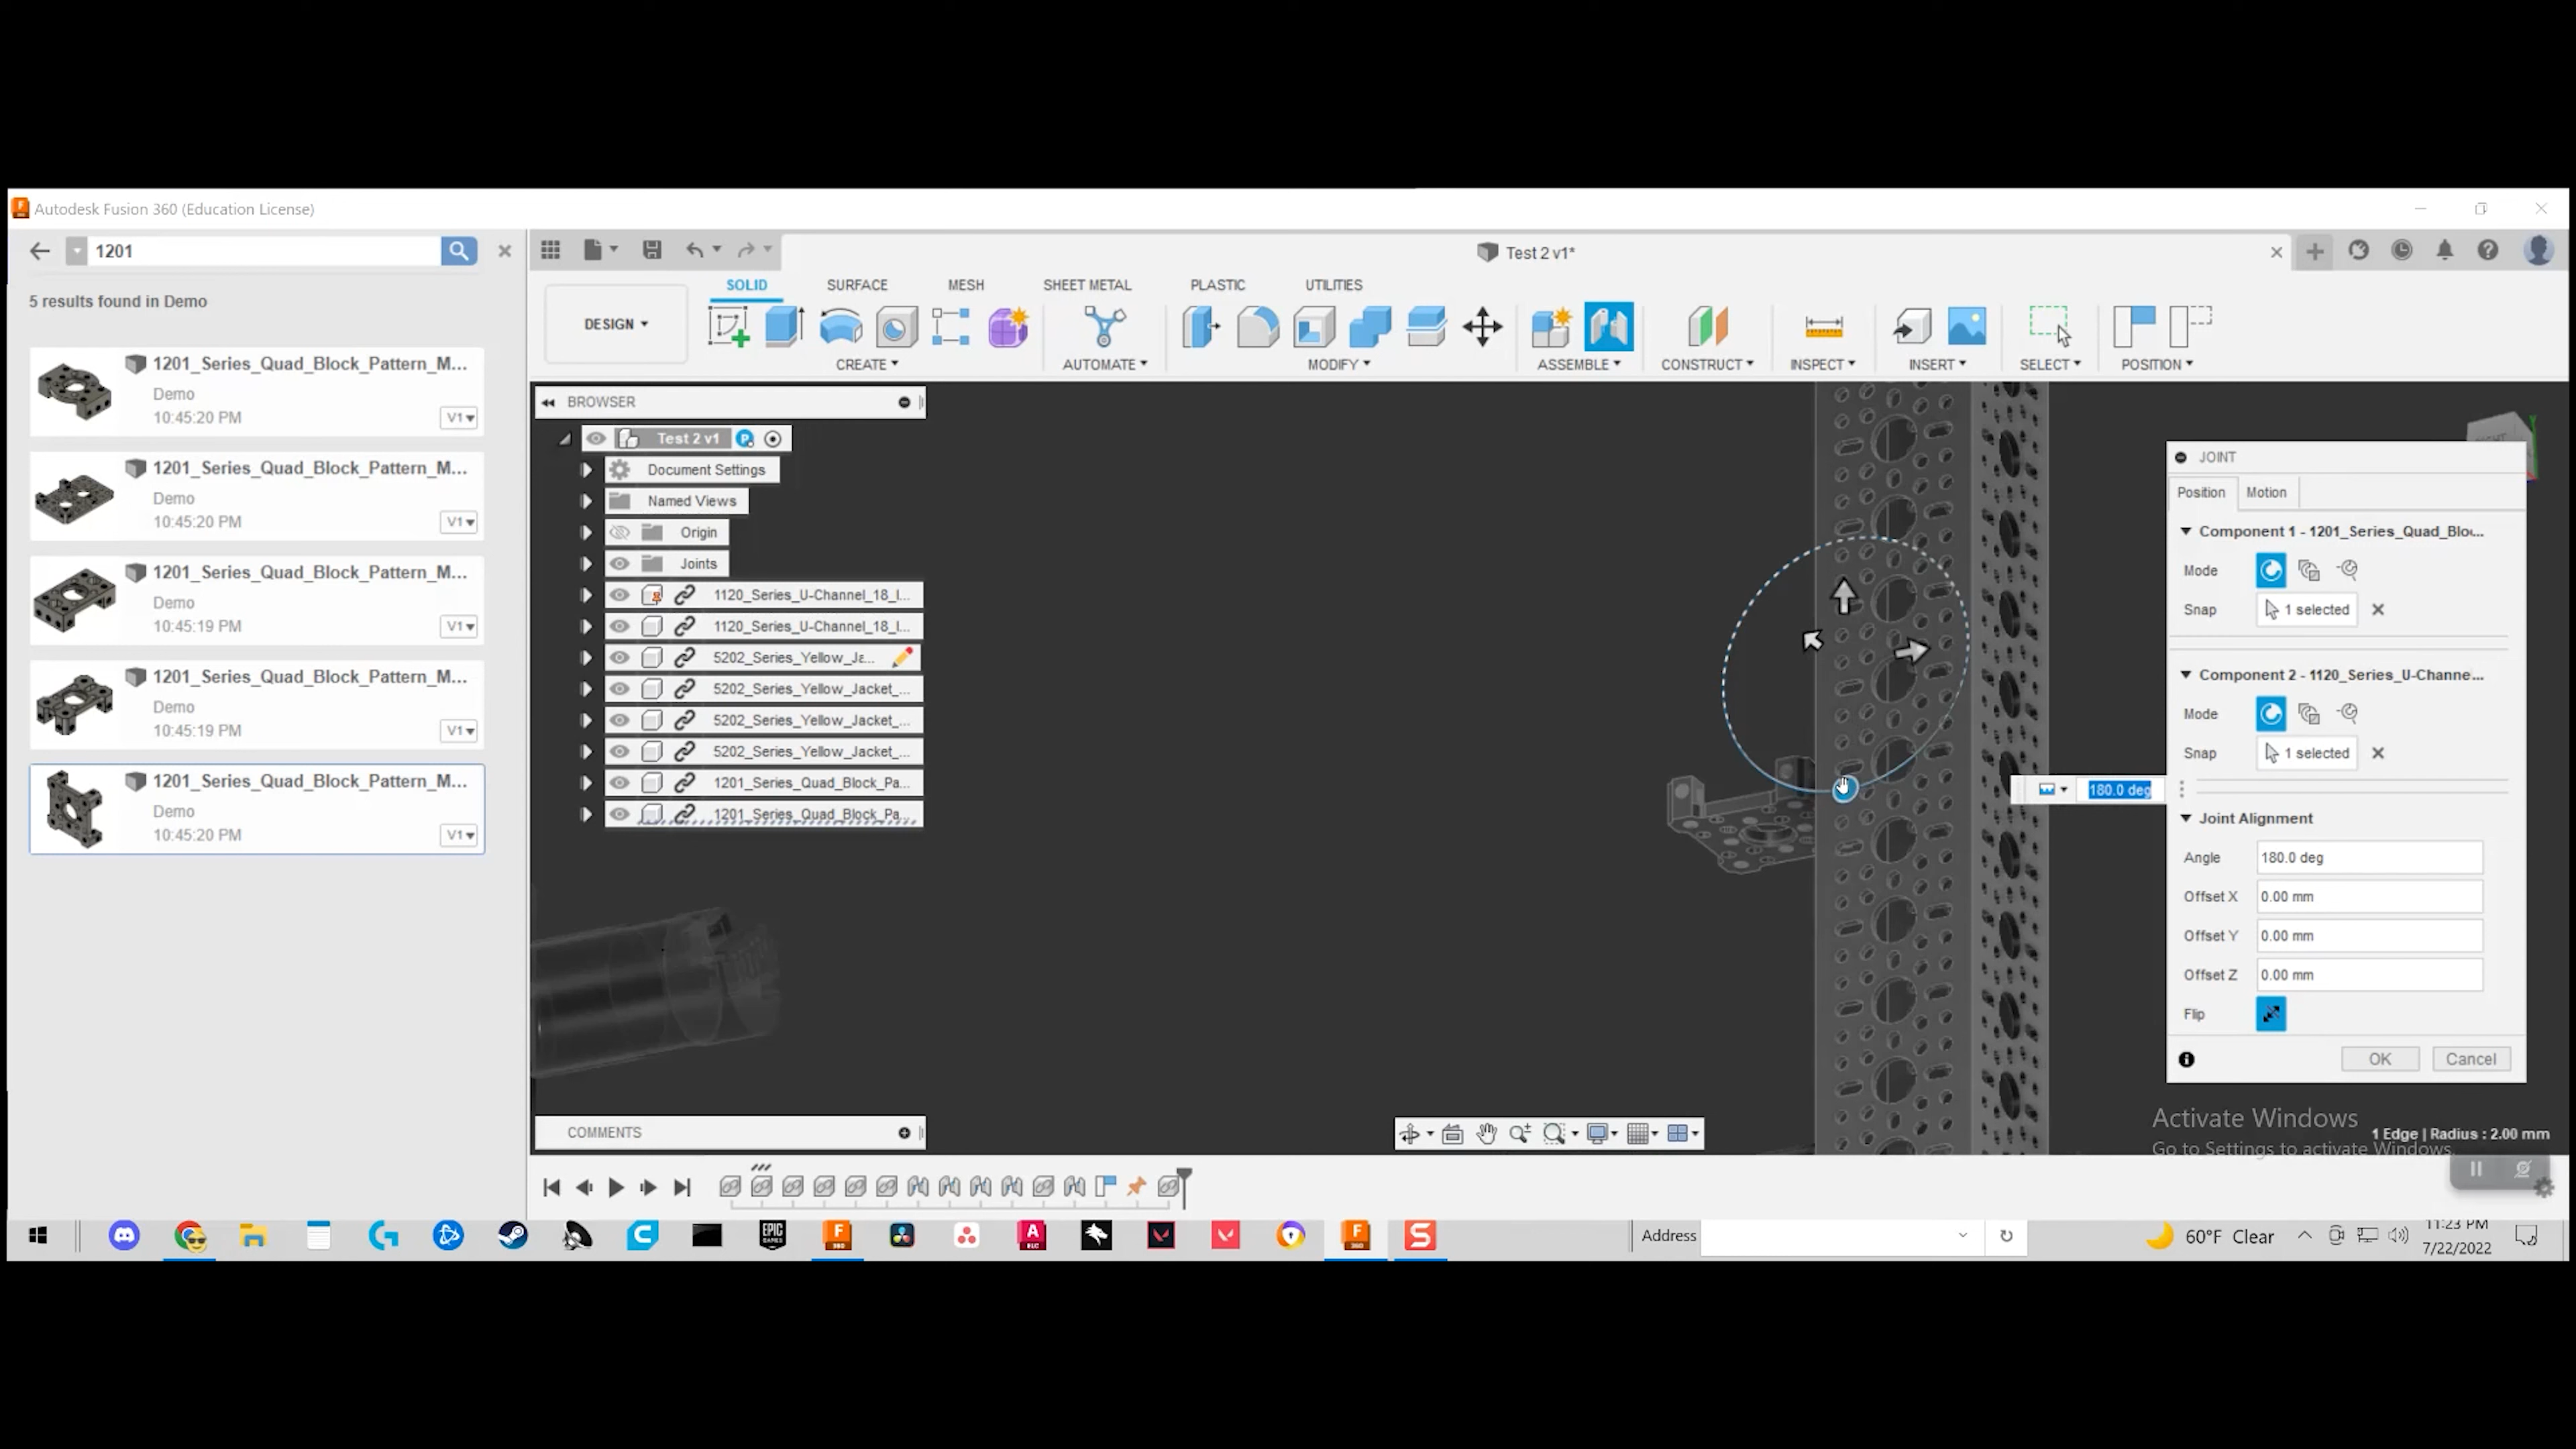 Autodesk Fusion 360 (Education License)
1201
5 results found in Demo
1201_Series_Quad_Block_Pattern_M...
Demo
10:45:20 PM
V1
1201_Series_Quad_Block_Pattern_M...
Demo
10:45:20 PM
V1
1201_Series_Quad_Block_Pattern_M...
Demo
10:45:19 PM
V1
1201_Series_Quad_Block_Pattern_M...
Demo
10:45:19 PM
V1
1201_Series_Quad_Block_Pattern_M...
Demo
10:45:20 PM
V1
Test 2 v1*
SOLID SURFACE MESH SHEET METAL PLASTIC UTILITIES
DESIGN
CREATE AUTOMATE MODIFY ASSEMBLE CONSTRUCT INSPECT INSERT SELECT POSITION
BROWSER
Test 2 v1
Document Settings
Named Views
Origin
Joints
1120_Series_U-Channel_18_I...
1120_Series_U-Channel_18_I...
5202_Series_Yellow_Ja...
5202_Series_Yellow_Jacket_...
5202_Series_Yellow_Jacket_...
5202_Series_Yellow_Jacket_...
1201_Series_Quad_Block_Pa...
1201_Series_Quad_Block_Pa...
COMMENTS
180.0 deg
JOINT
Position Motion
Component 1 - 1201_Series_Quad_Blo...
Mode
Snap 1 selected
Component 2 - 1120_Series_U-Channe...
Mode
Snap 1 selected
Joint Alignment
Angle 180.0 deg
Offset X 0.00 mm
Offset Y 0.00 mm
Offset Z 0.00 mm
Flip
OK Cancel
Activate Windows
1 Edge | Radius : 2.00 mm
Go to Settings to activate Windows.
Address
60°F Clear
11:23 PM
7/22/2022